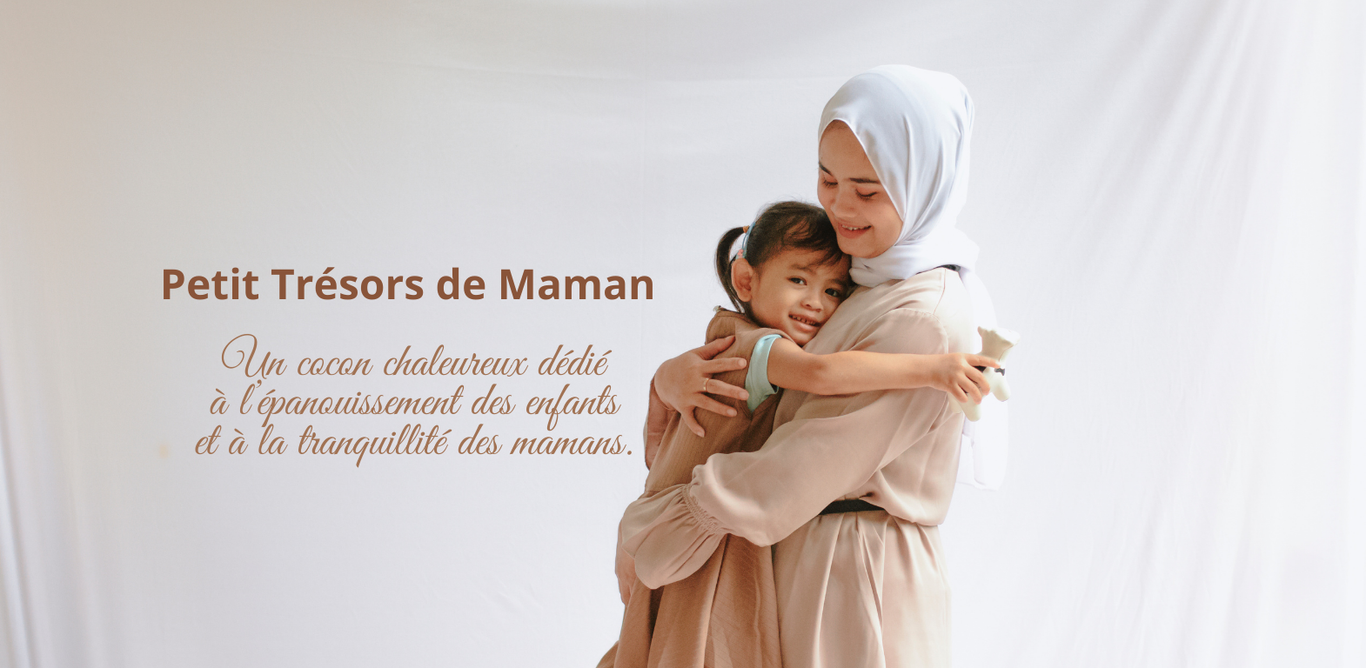 Petit Trésors de Maman
Un cocon chaleureux dédié
à l'épanouissement des enfants
et à la tranquillité des mamans.